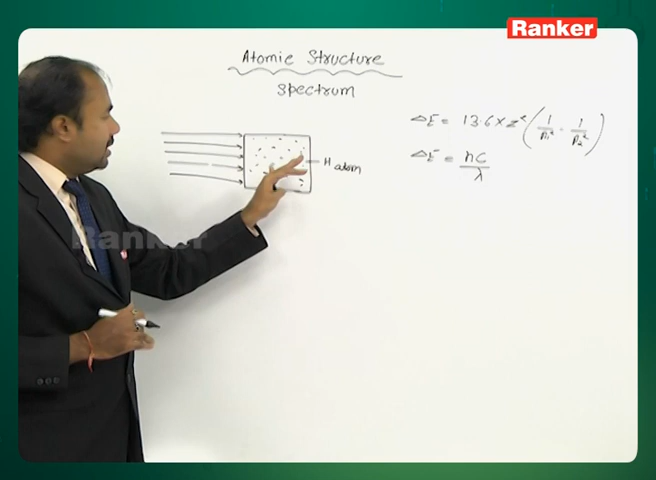 Ranker
Atomic Structure
Spectrum
ΔE = 13.6 × z² (1/n₁² - 1/n₂²)
ΔE = hc/λ
H atom
Ranker